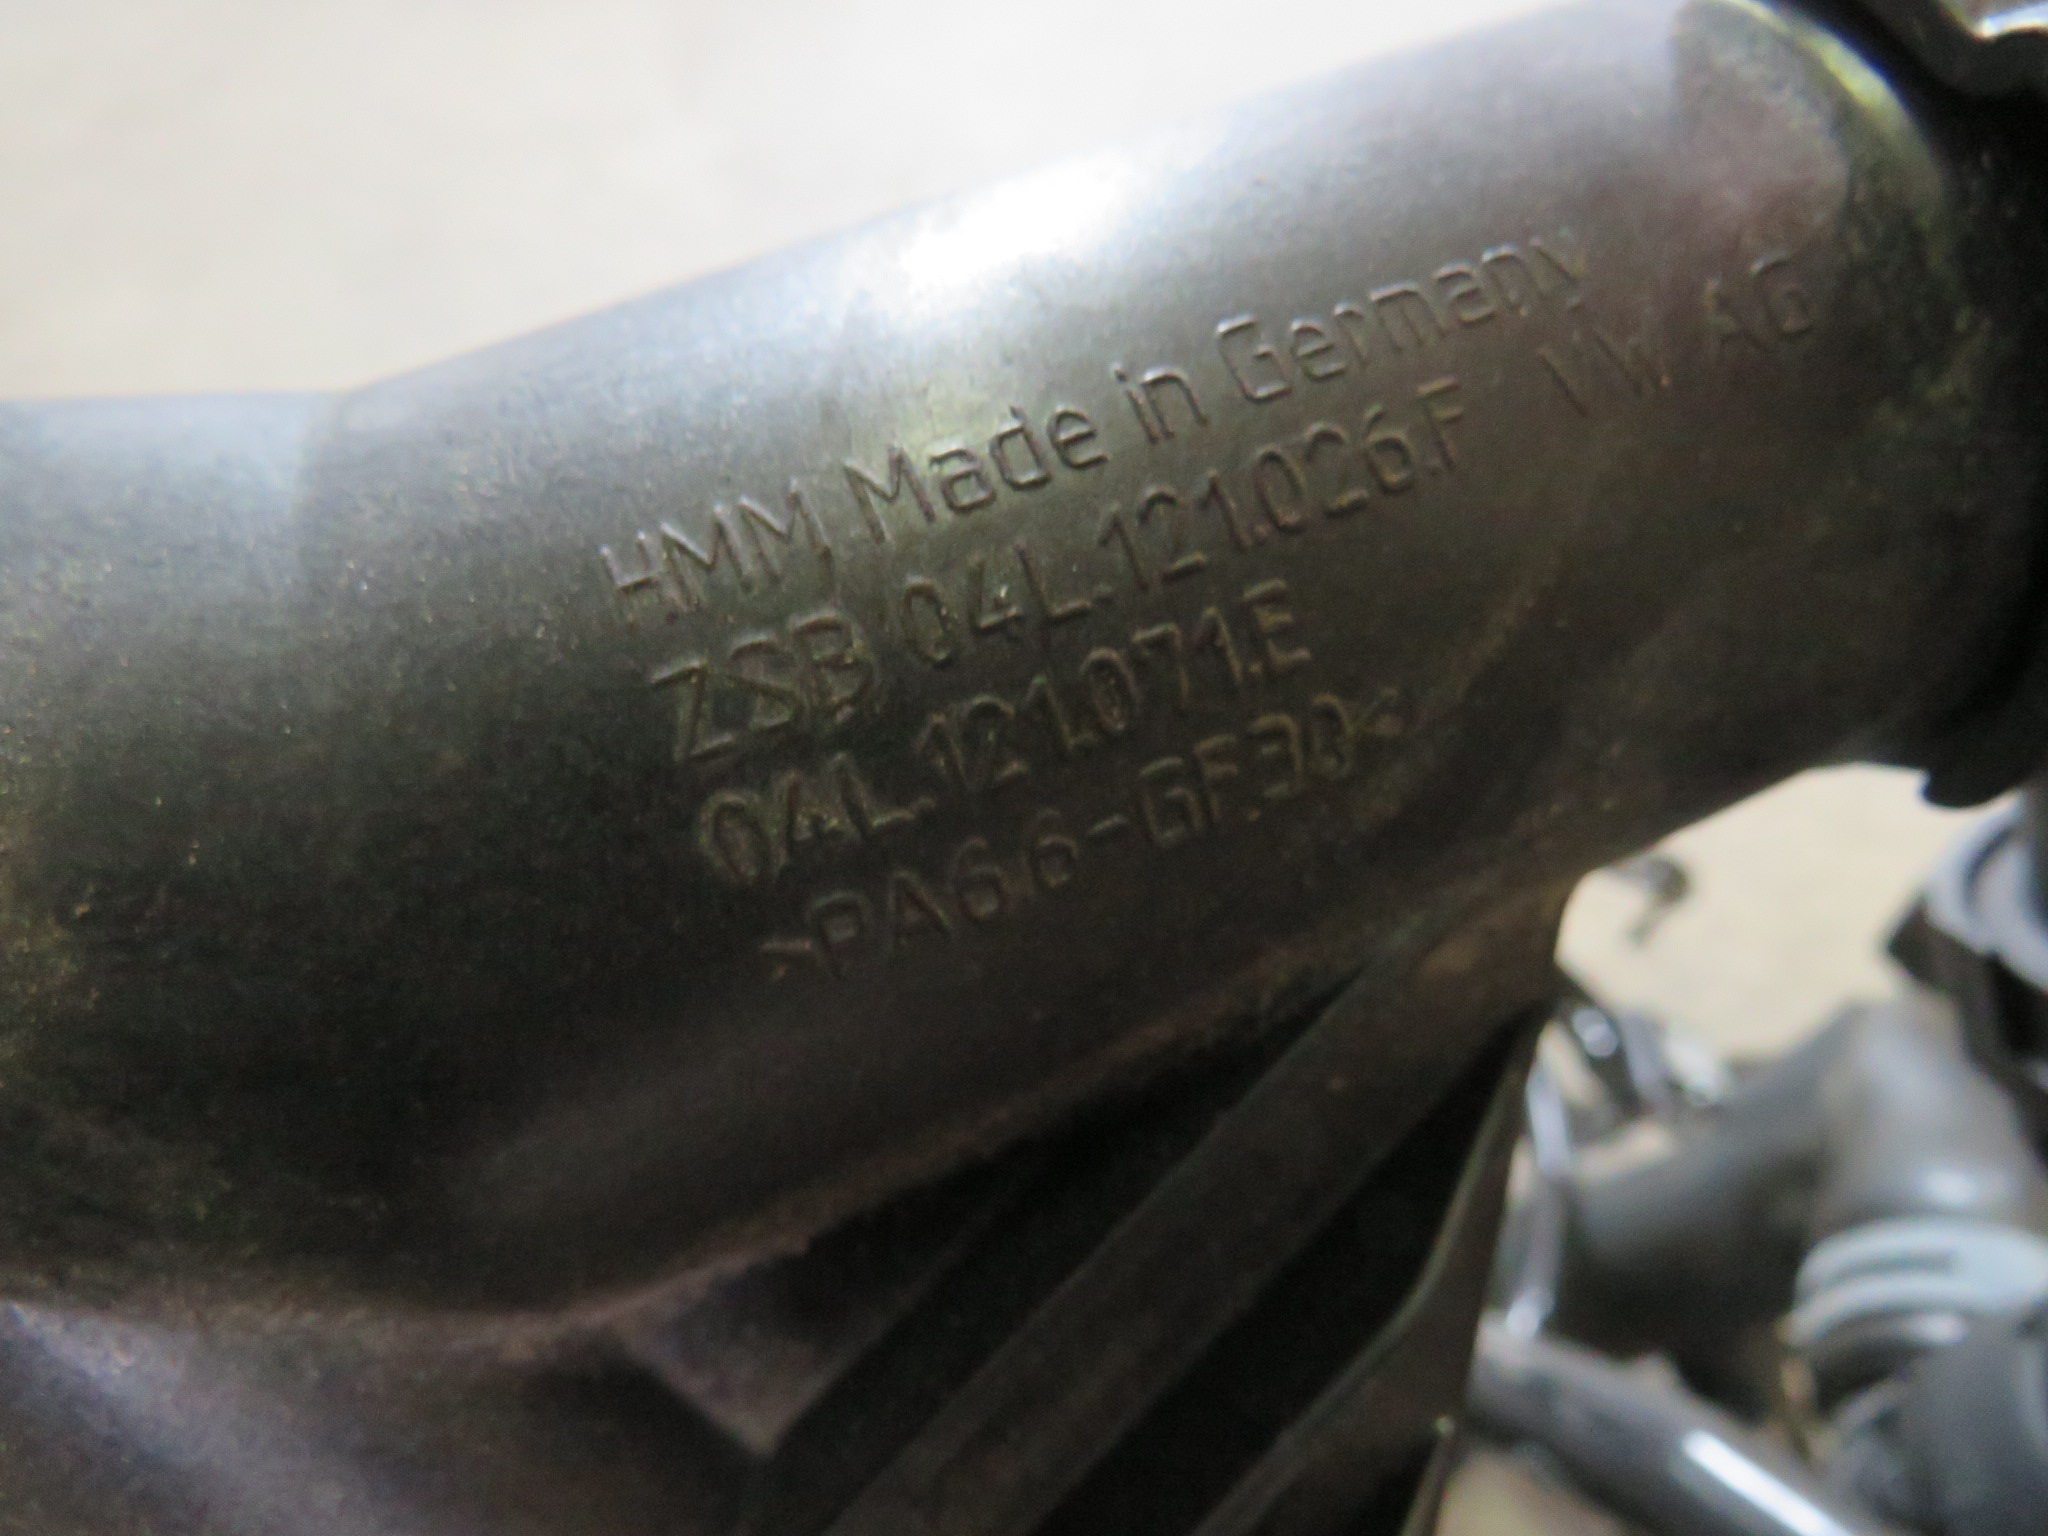 HMM Made in Germany
ZSB 04L.121.026.F VW AG
04L.121.071.E
>PA66-GF30<